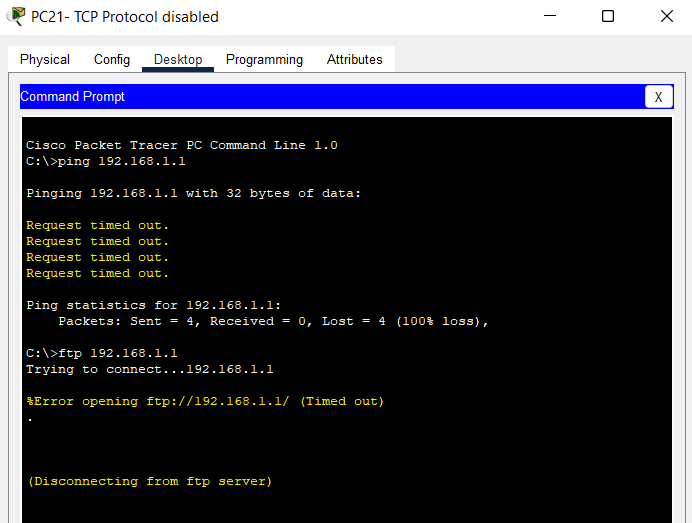 PC21- TCP Protocol disabled
Physical Config Desktop Programming Attributes
Command Prompt X
Cisco Packet Tracer PC Command Line 1.0
C:\>ping 192.168.1.1
Pinging 192.168.1.1 with 32 bytes of data:
Request timed out.
Request timed out.
Request timed out.
Request timed out.
Ping statistics for 192.168.1.1:
    Packets: Sent = 4, Received = 0, Lost = 4 (100% loss),
C:\>ftp 192.168.1.1
Trying to connect...192.168.1.1
%Error opening ftp://192.168.1.1/ (Timed out)
.
(Disconnecting from ftp server)